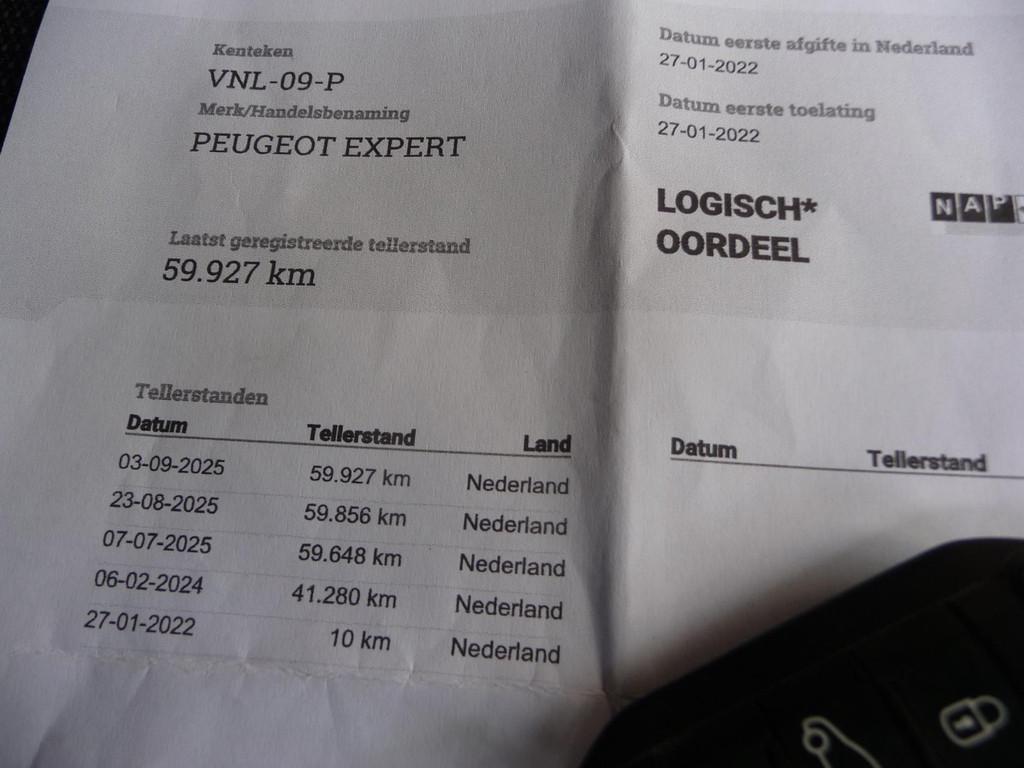 Kenteken
VNL-09-P
Merk/Handelsbenaming
PEUGEOT EXPERT
Laatst geregistreerde tellerstand
59.927 km
Datum eerste afgifte in Nederland
27-01-2022
Datum eerste toelating
27-01-2022
LOGISCH*
OORDEEL
NAP
Tellerstanden
Datum Tellerstand Land
03-09-2025 59.927 km Nederland
23-08-2025 59.856 km Nederland
07-07-2025 59.648 km Nederland
06-02-2024 41.280 km Nederland
27-01-2022 10 km Nederland
Datum Tellerstand